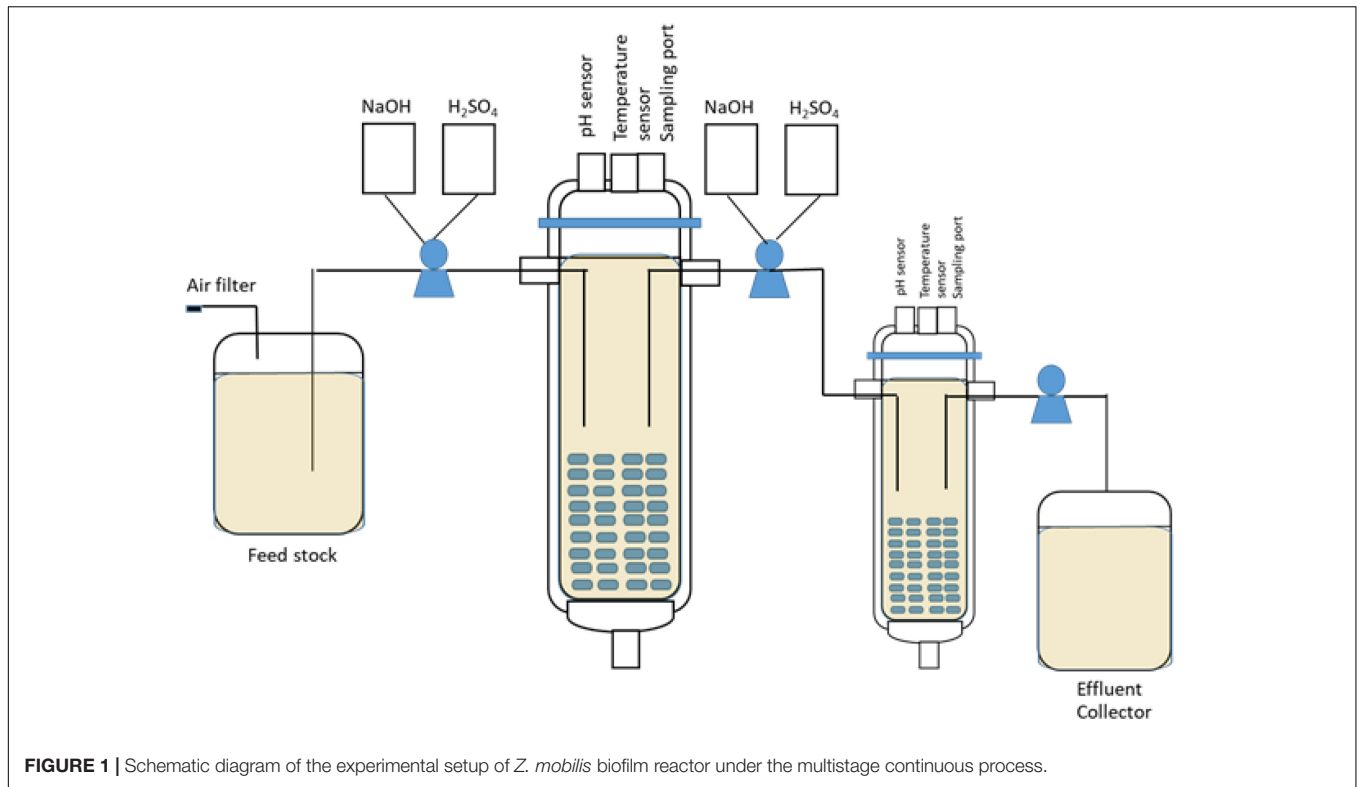 NaOH
H₂SO₄
pH sensor
Temperature
sensor
Sampling port
NaOH
H₂SO₄
pH sensor
Temperature
sensor
Sampling port
Air filter
Feed stock
Effluent
Collector
FIGURE 1 | Schematic diagram of the experimental setup of Z. mobilis biofilm reactor under the multistage continuous process.